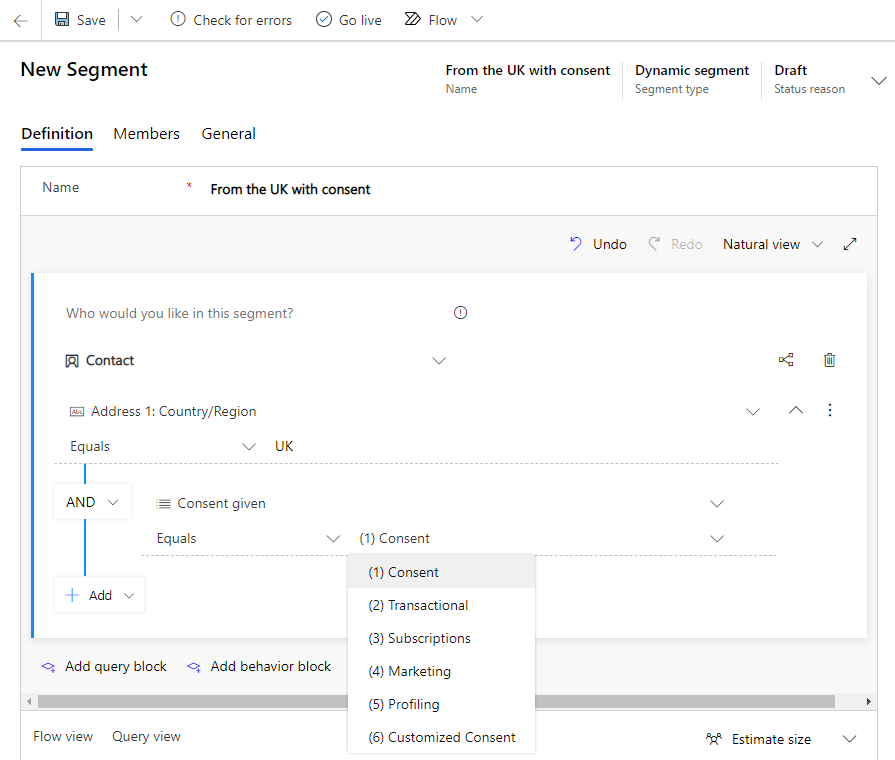 Save Check for errors Go live Flow
New Segment
From the UK with consent Dynamic segment Draft
Name Segment type Status reason
Definition Members General
Name * From the UK with consent
Undo Redo Natural view
Who would you like in this segment?
Contact
Abc Address 1: Country/Region
Equals UK
AND Consent given
Equals (1) Consent
(1) Consent
Add (2) Transactional
(3) Subscriptions
Add query block Add behavior block (4) Marketing
(5) Profiling
Flow view Query view (6) Customized Consent Estimate size